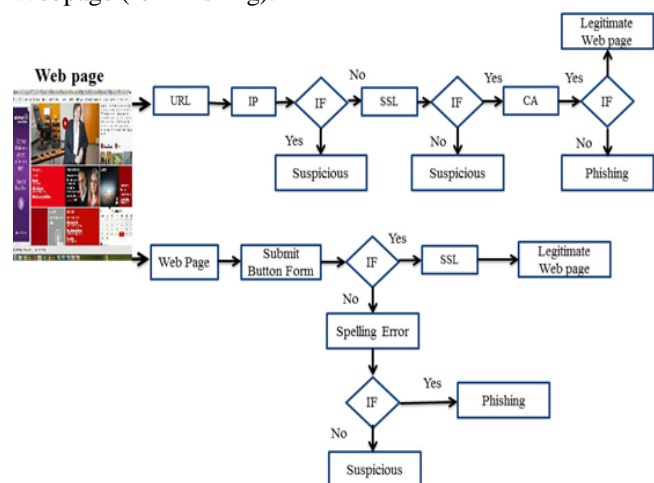 Web page
URL
IP
IF
No
SSL
IF
Yes
CA
Yes
IF
Legitimate
Web page
Yes
Suspicious
No
Suspicious
No
Phishing
Web Page
Submit
Button Form
IF
Yes
SSL
Legitimate
Web page
No
Spelling Error
IF
Yes
Phishing
No
Suspicious